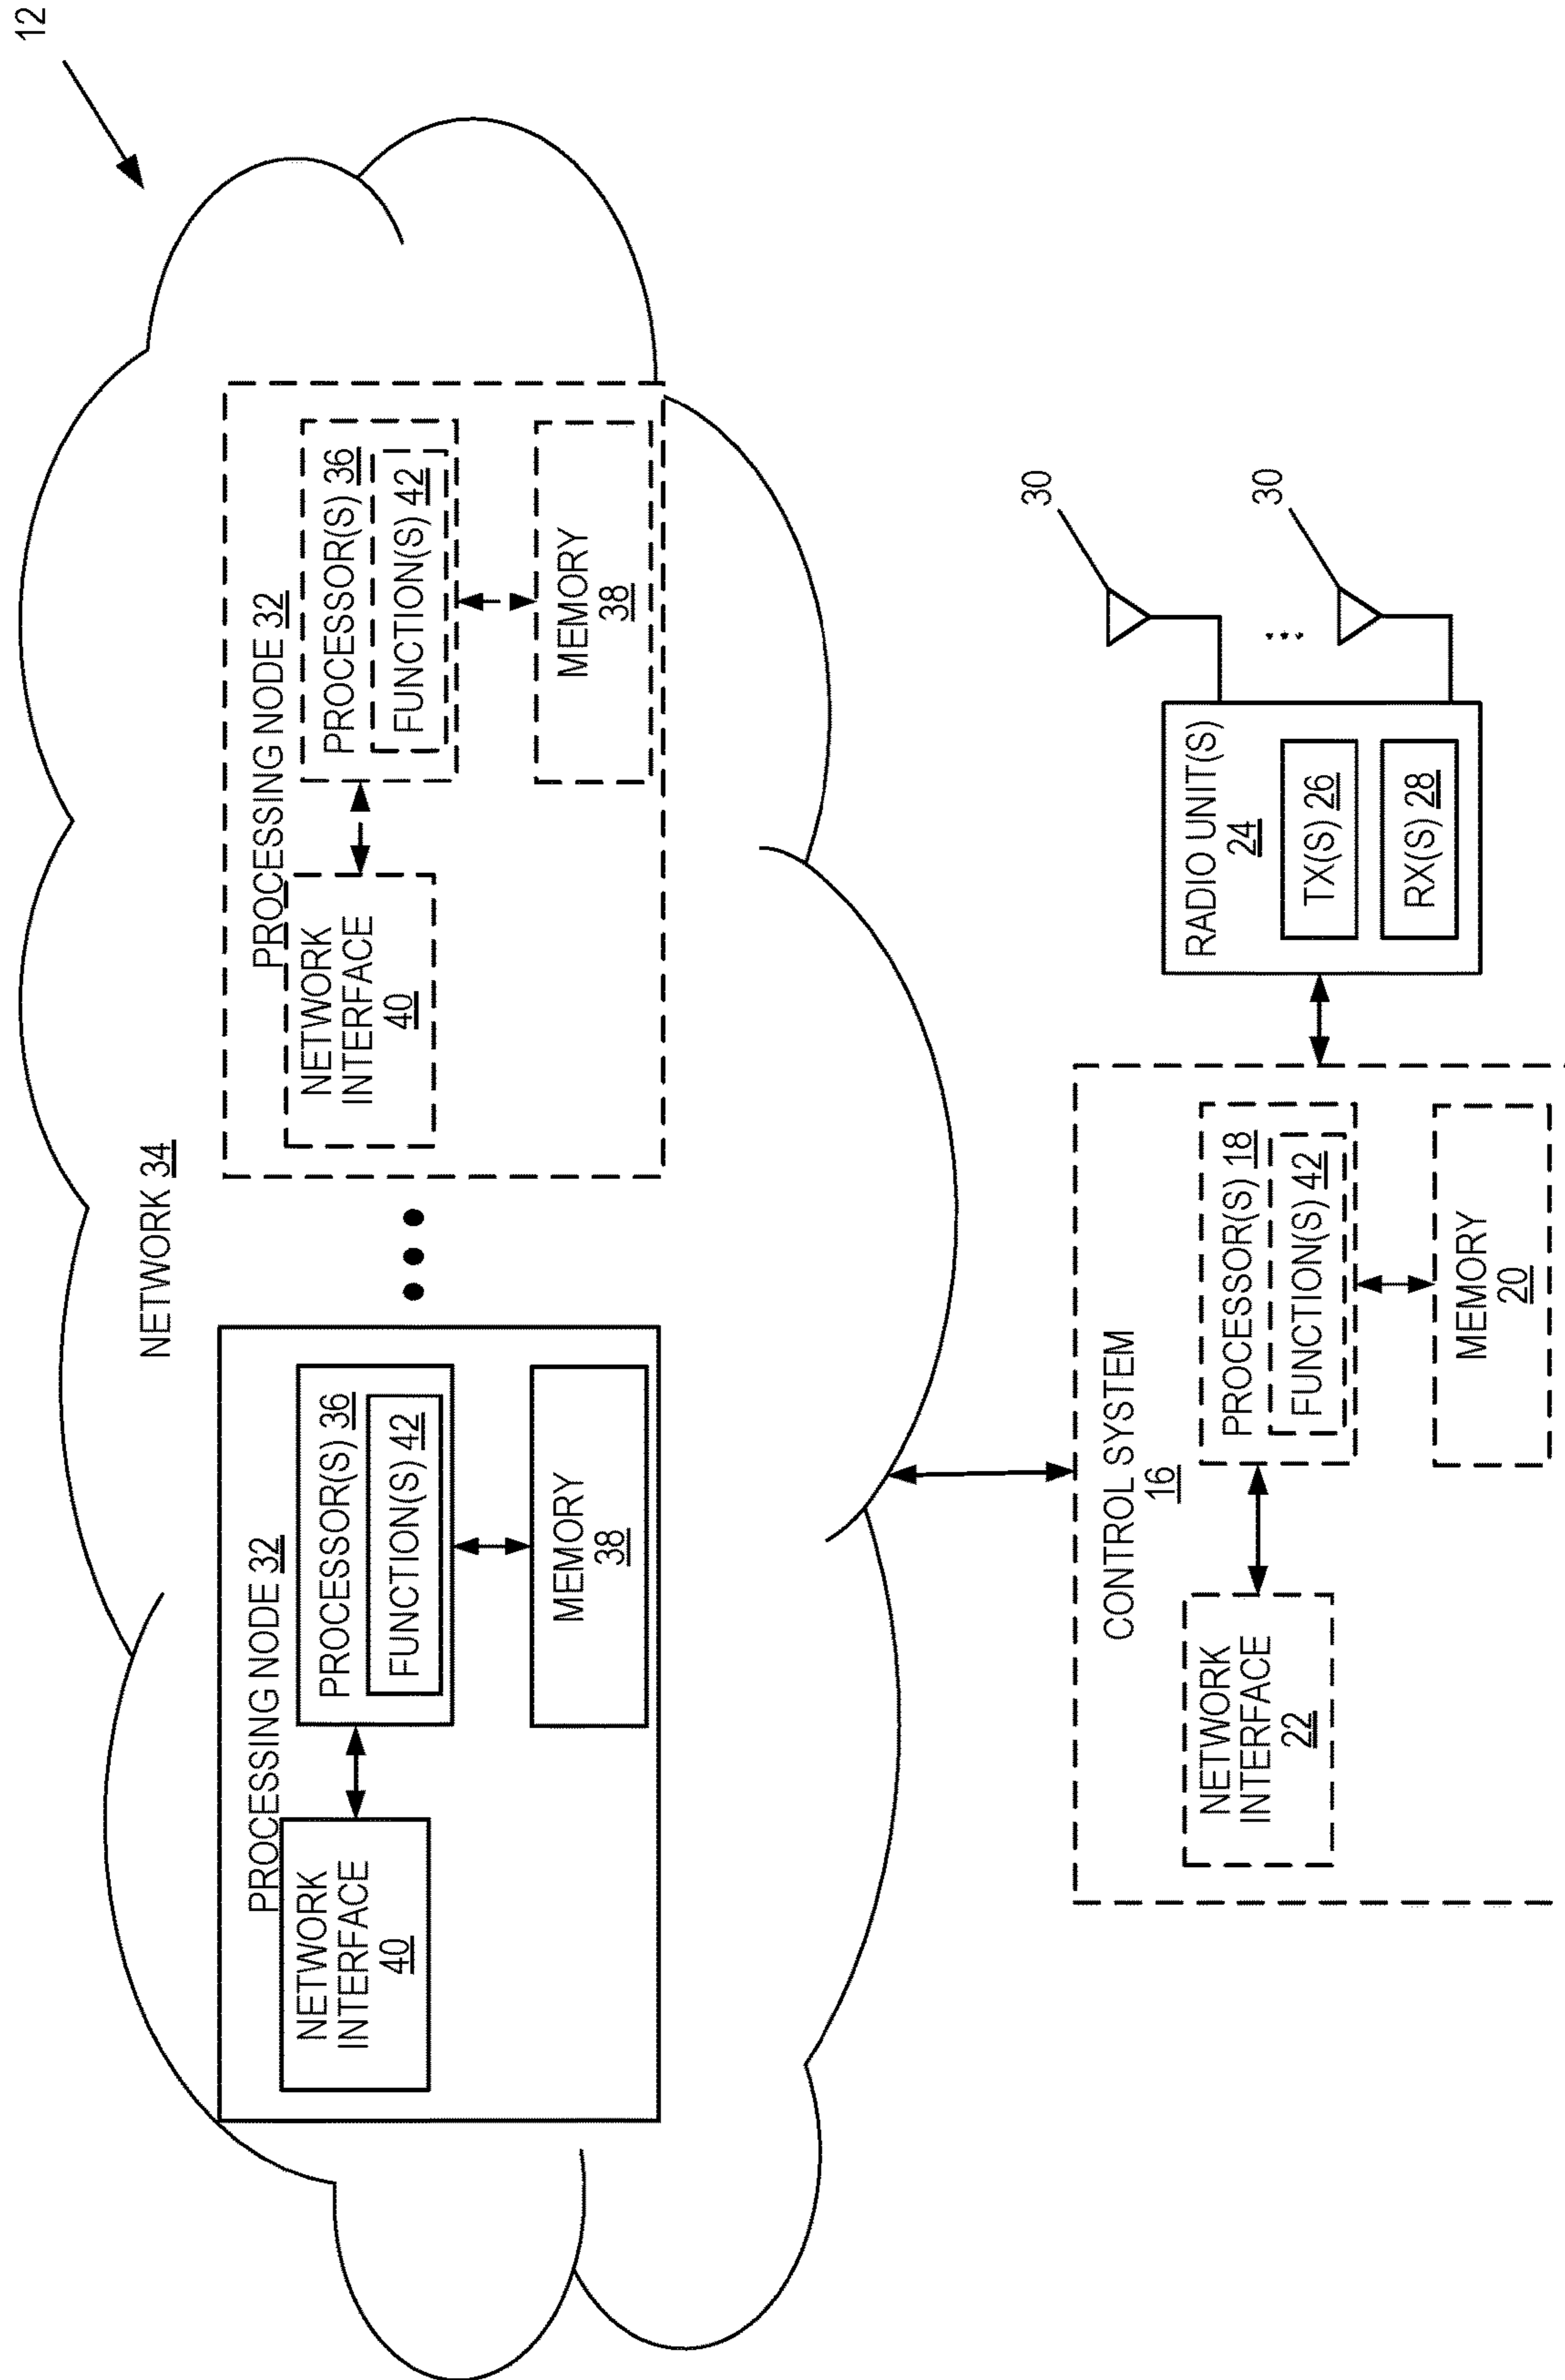 12
NETWORK 34
PROCESSING NODE 32
NETWORK
INTERFACE
40
PROCESSOR(S) 36
FUNCTION(S) 42
MEMORY
38
PROCESSING NODE 32
NETWORK
INTERFACE
40
PROCESSOR(S) 36
FUNCTION(S) 42
MEMORY
38
CONTROL SYSTEM
16
NETWORK
INTERFACE
22
PROCESSOR(S) 18
FUNCTION(S) 42
MEMORY
20
RADIO UNIT(S)
24
TX(S) 26
RX(S) 28
30
30